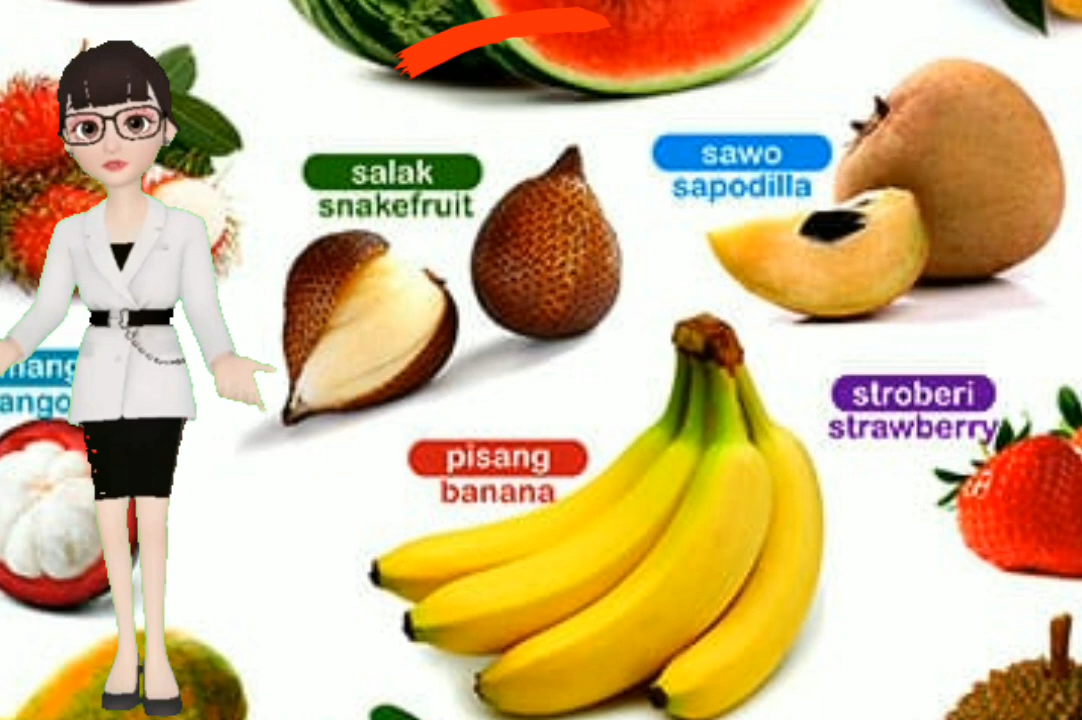 salak
snakefruit
sawo
sapodilla
stroberi
strawberry
pisang
banana